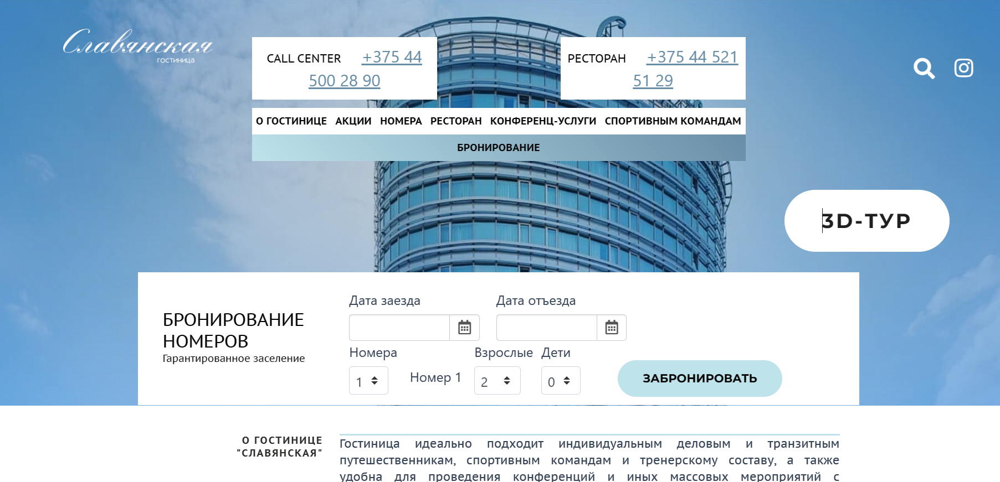 Славянская
гостиница
CALL CENTER +375 44
500 28 90
РЕСТОРАН +375 44 521
51 29
О ГОСТИНИЦЕ АКЦИИ НОМЕРА РЕСТОРАН КОНФЕРЕНЦ-УСЛУГИ СПОРТИВНЫМ КОМАНДАМ
БРОНИРОВАНИЕ
3D-ТУР
БРОНИРОВАНИЕ
НОМЕРОВ
Гарантированное заселение
Дата заезда Дата отъезда
Номера Взрослые Дети
1 Номер 1 2 0
ЗАБРОНИРОВАТЬ
О ГОСТИНИЦЕ
"СЛАВЯНСКАЯ"
Гостиница идеально подходит индивидуальным деловым и транзитным
путешественникам, спортивным командам и тренерскому составу, а также
удобна для проведения конференций и иных массовых мероприятий с